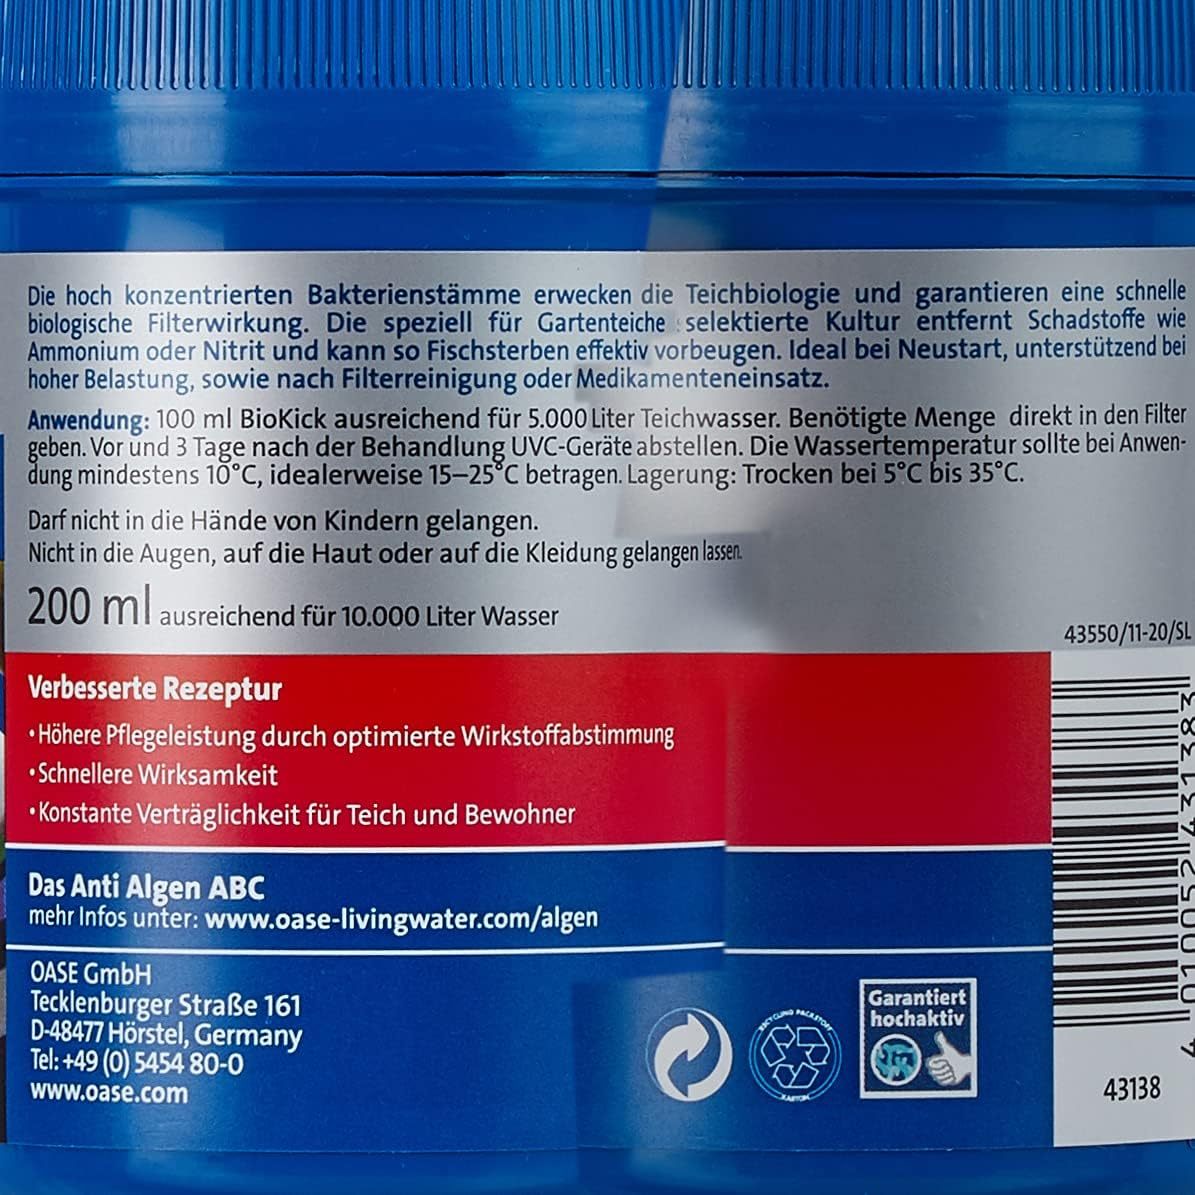 Die hoch konzentrierten Bakterienstämme erwecken die Teichbiologie und garantieren eine schnelle
biologische Filterwirkung. Die speziell für Gartenteiche selektierte Kultur entfernt Schadstoffe wie
Ammonium oder Nitrit und kann so Fischsterben effektiv vorbeugen. Ideal bei Neustart, unterstützend bei
hoher Belastung, sowie nach Filterreinigung oder Medikamenteneinsatz.
Anwendung: 100 ml BioKick ausreichend für 5.000 Liter Teichwasser. Benötigte Menge direkt in den Filter
geben. Vor und 3 Tage nach der Behandlung UVC-Geräte abstellen. Die Wassertemperatur sollte bei Anwen-
dung mindestens 10°C, idealerweise 15–25°C betragen. Lagerung: Trocken bei 5°C bis 35°C.
Darf nicht in die Hände von Kindern gelangen.
Nicht in die Augen, auf die Haut oder auf die Kleidung gelangen lassen.
200 ml ausreichend für 10.000 Liter Wasser
43550/11-20/SL
Verbesserte Rezeptur
•Höhere Pflegeleistung durch optimierte Wirkstoffabstimmung
•Schnellere Wirksamkeit
•Konstante Verträglichkeit für Teich und Bewohner
Das Anti Algen ABC
mehr Infos unter: www.oase-livingwater.com/algen
OASE GmbH
Tecklenburger Straße 161
D-48477 Hörstel, Germany
Tel: +49 (0) 5454 80-0
www.oase.com
RECYCLING PACKSTOFF
KARTON
Garantiert
hochaktiv
4 010052 431383
43138